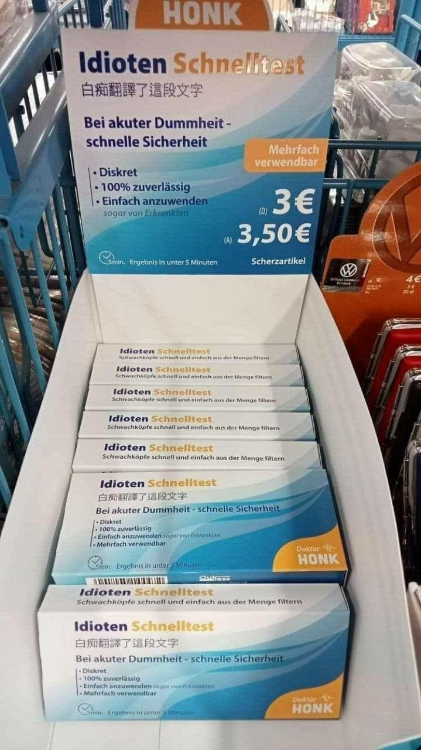 HONK
Idioten Schnelltest
白痴翻譯了這段文字
Bei akuter Dummheit -
schnelle Sicherheit
Mehrfach
verwendbar
• Diskret
• 100% zuverlässig
• Einfach anzuwenden
sogar von Erkrankten
(D) 3€
(A) 3,50€
5min. Ergebnis in unter 5 Minuten
Scherzartikel
4€
Idioten Schnelltest
Schwachköpfe schnell und einfach aus der Menge filtern
Idioten Schnelltest
Schwachköpfe schnell und einfach aus der Menge filtern
Idioten Schnelltest
Schwachköpfe schnell und einfach aus der Menge filtern
Idioten Schnelltest
Schwachköpfe schnell und einfach aus der Menge filtern
Idioten Schnelltest
Schwachköpfe schnell und einfach aus der Menge filtern
Idioten Schnelltest
白痴翻譯了這段文字
Bei akuter Dummheit - schnelle Sicherheit
• Diskret
• 100% zuverlässig
• Einfach anzuwenden sogar von Erkrankten
• Mehrfach verwendbar
5min. Ergebnis in unter 5 Minuten
Doktor
HONK
Idioten Schnelltest
Schwachköpfe schnell und einfach aus der Menge filtern
Idioten Schnelltest
白痴翻譯了這段文字
Bei akuter Dummheit - schnelle Sicherheit
• Diskret
• 100% zuverlässig
• Einfach anzuwenden sogar von Erkrankten
• Mehrfach verwendbar
5min. Ergebnis in unter 5 Minuten
Doktor
HONK